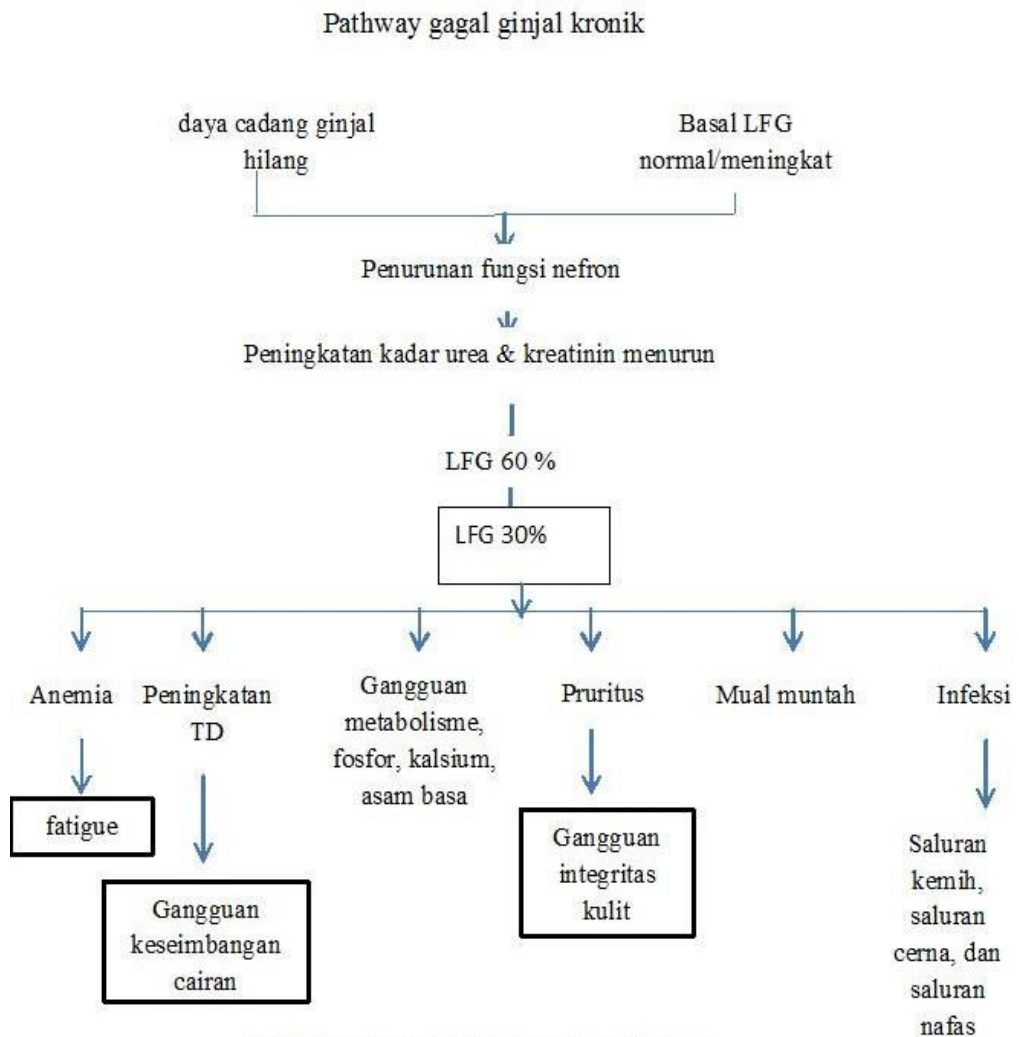 Pathway gagal ginjal kronik
daya cadang ginjal
hilang
Basal LFG
normal/meningkat
Penurunan fungsi nefron
Peningkatan kadar urea & kreatinin menurun
LFG 60 %
LFG 30%
Anemia
Peningkatan
TD
Gangguan
metabolisme,
fosfor, kalsium,
asam basa
Pruritus
Mual muntah
Infeksi
fatigue
Gangguan
keseimbangan
cairan
Gangguan
integritas
kulit
Saluran
kemih,
saluran
cerna, dan
saluran
nafas